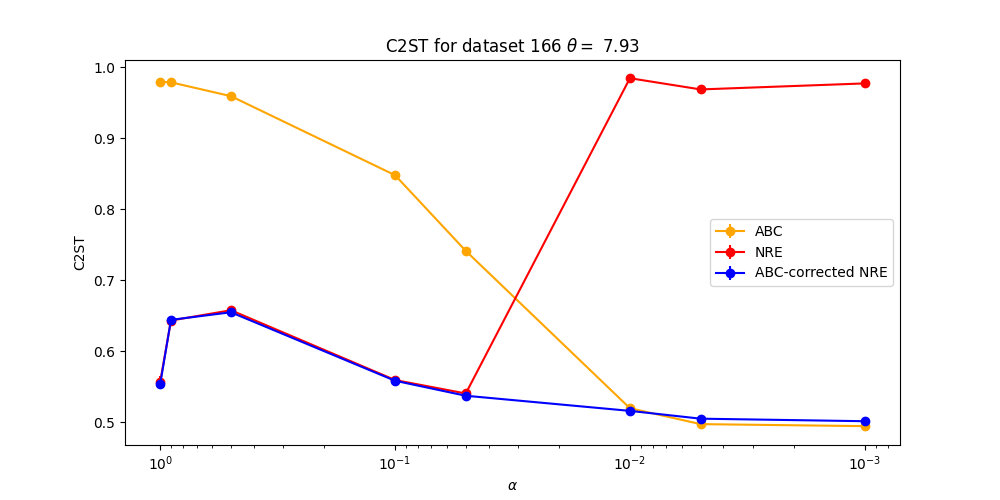 C2ST for dataset 166 θ = 7.93
C2ST
1.0
0.9
0.8
0.7
0.6
0.5
ABC
NRE
ABC-corrected NRE
10⁰
10⁻¹
10⁻²
10⁻³
α